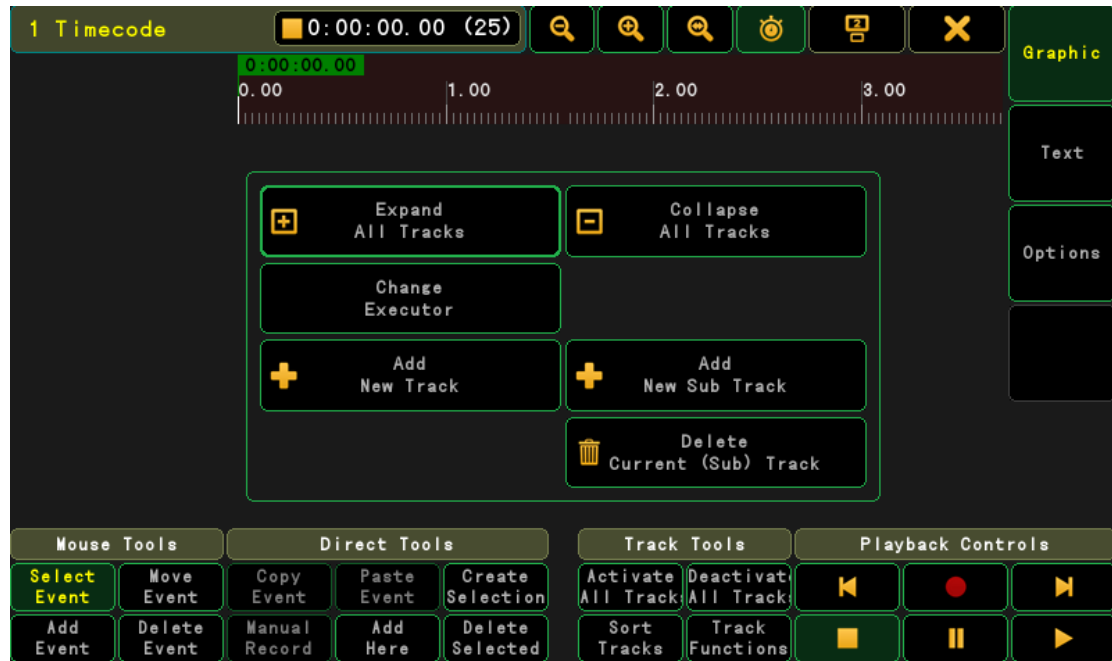 1 Timecode
0:00:00.00 (25)
2
Graphic
0:00:00.00
0.00
1.00
2.00
3.00
Text
Expand
All Tracks
Collapse
All Tracks
Options
Change
Executor
Add
New Track
Add
New Sub Track
Delete
Current (Sub) Track
Mouse Tools
Direct Tools
Track Tools
Playback Controls
Select
Event
Move
Event
Copy
Event
Paste
Event
Create
Selection
Activate
All Track
Deactivat
All Track
Add
Event
Delete
Event
Manual
Record
Add
Here
Delete
Selected
Sort
Tracks
Track
Functions